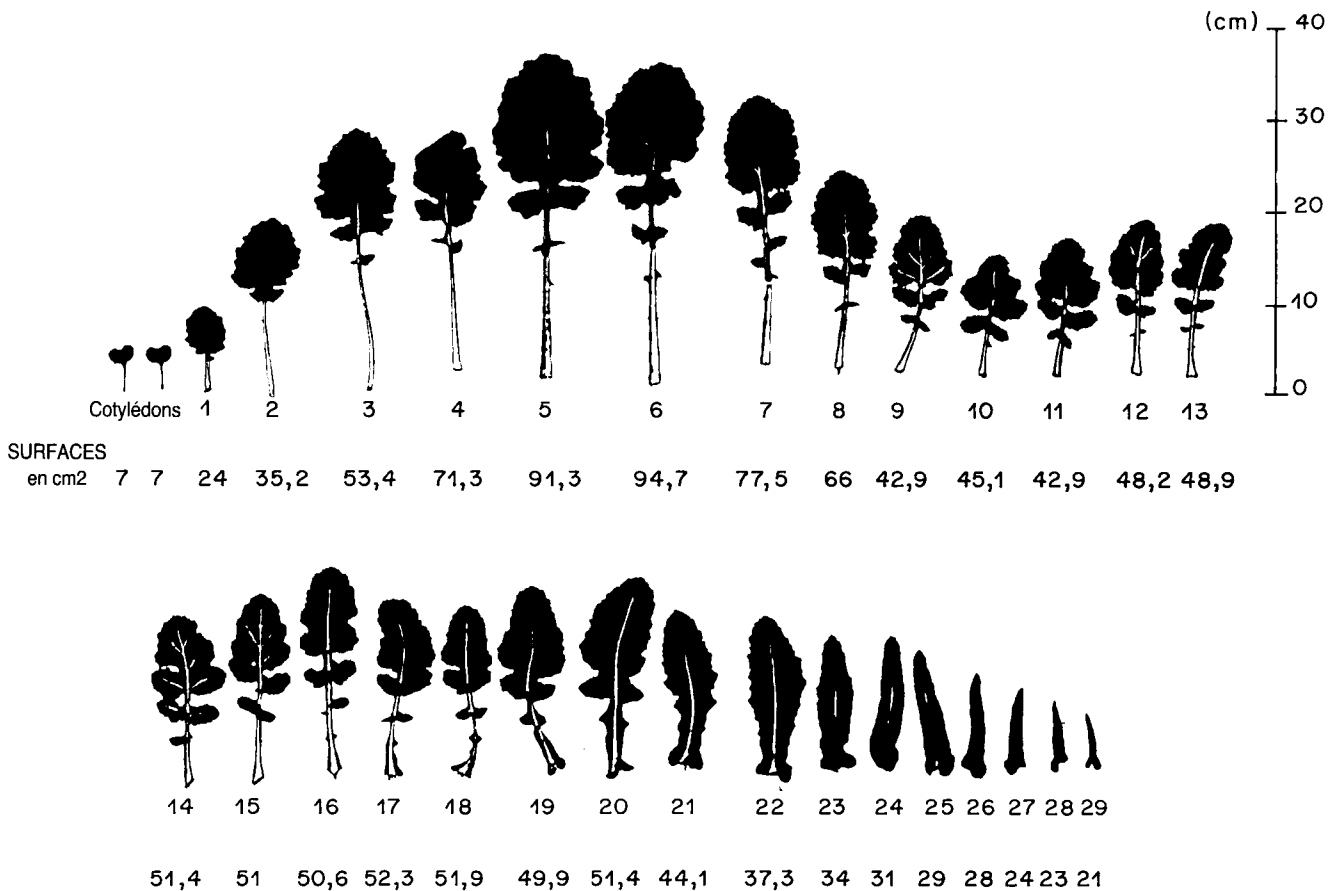 (cm) 40
30
20
10
0
Cotylédons 1 2 3 4 5 6 7 8 9 10 11 12 13
SURFACES
en cm2 7 7 24 35,2 53,4 71,3 91,3 94,7 77,5 66 42,9 45,1 42,9 48,2 48,9
14 15 16 17 18 19 20 21 22 23 24 25 26 27 28 29
51,4 51 50,6 52,3 51,9 49,9 51,4 44,1 37,3 34 31 29 28 24 23 21